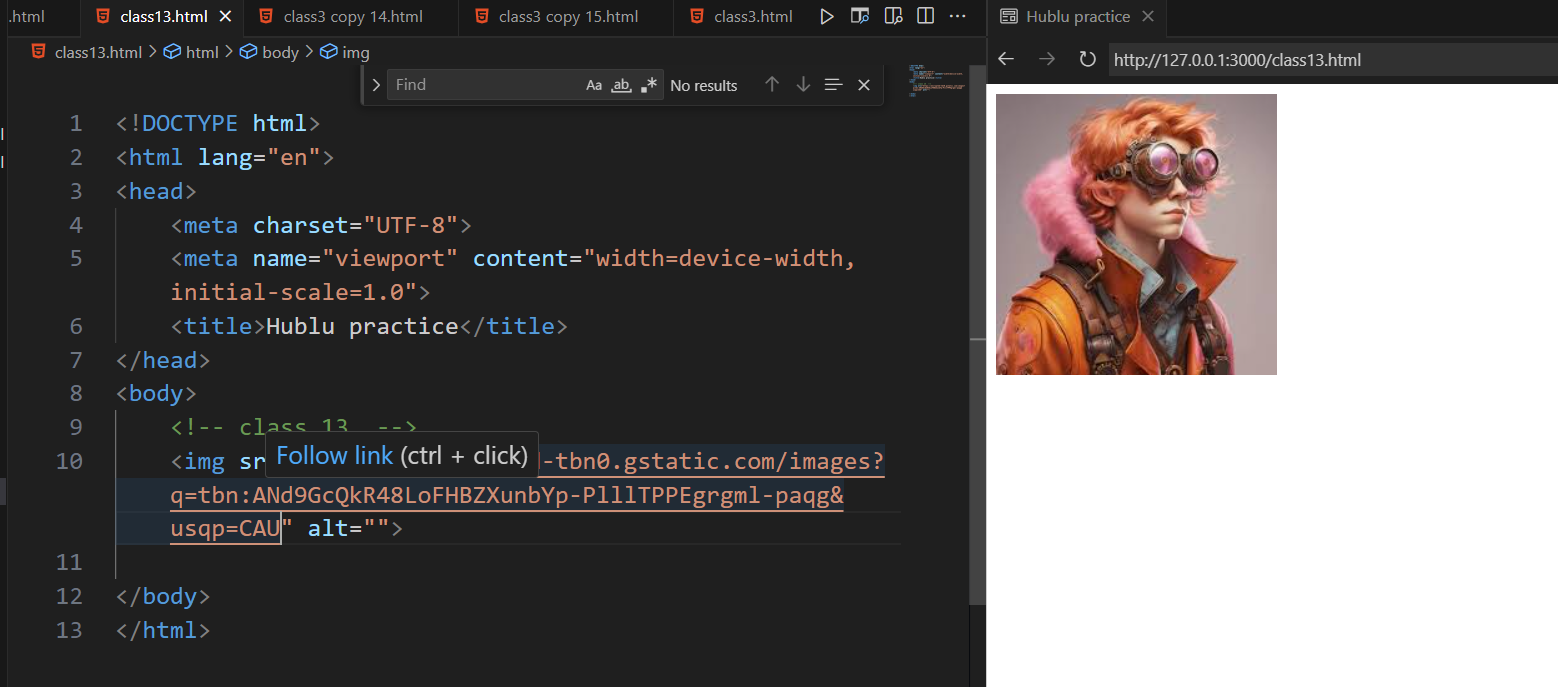 .html class13.html class3 copy 14.html class3 copy 15.html class3.html
Hublu practice
class13.html > html > body > img
http://127.0.0.1:3000/class13.html
Find Aa ab .* No results
1 <!DOCTYPE html>
2 <html lang="en">
3 <head>
4 <meta charset="UTF-8">
5 <meta name="viewport" content="width=device-width,
initial-scale=1.0">
6 <title>Hublu practice</title>
7 </head>
8 <body>
9 <!-- class 13 -->
Follow link (ctrl + click)
10 <img sr -tbn0.gstatic.com/images?
q=tbn:ANd9GcQkR48LoFHBZXunbYp-PlllTPPEgrgml-paqg&
usqp=CAU" alt="">
11
12 </body>
13 </html>